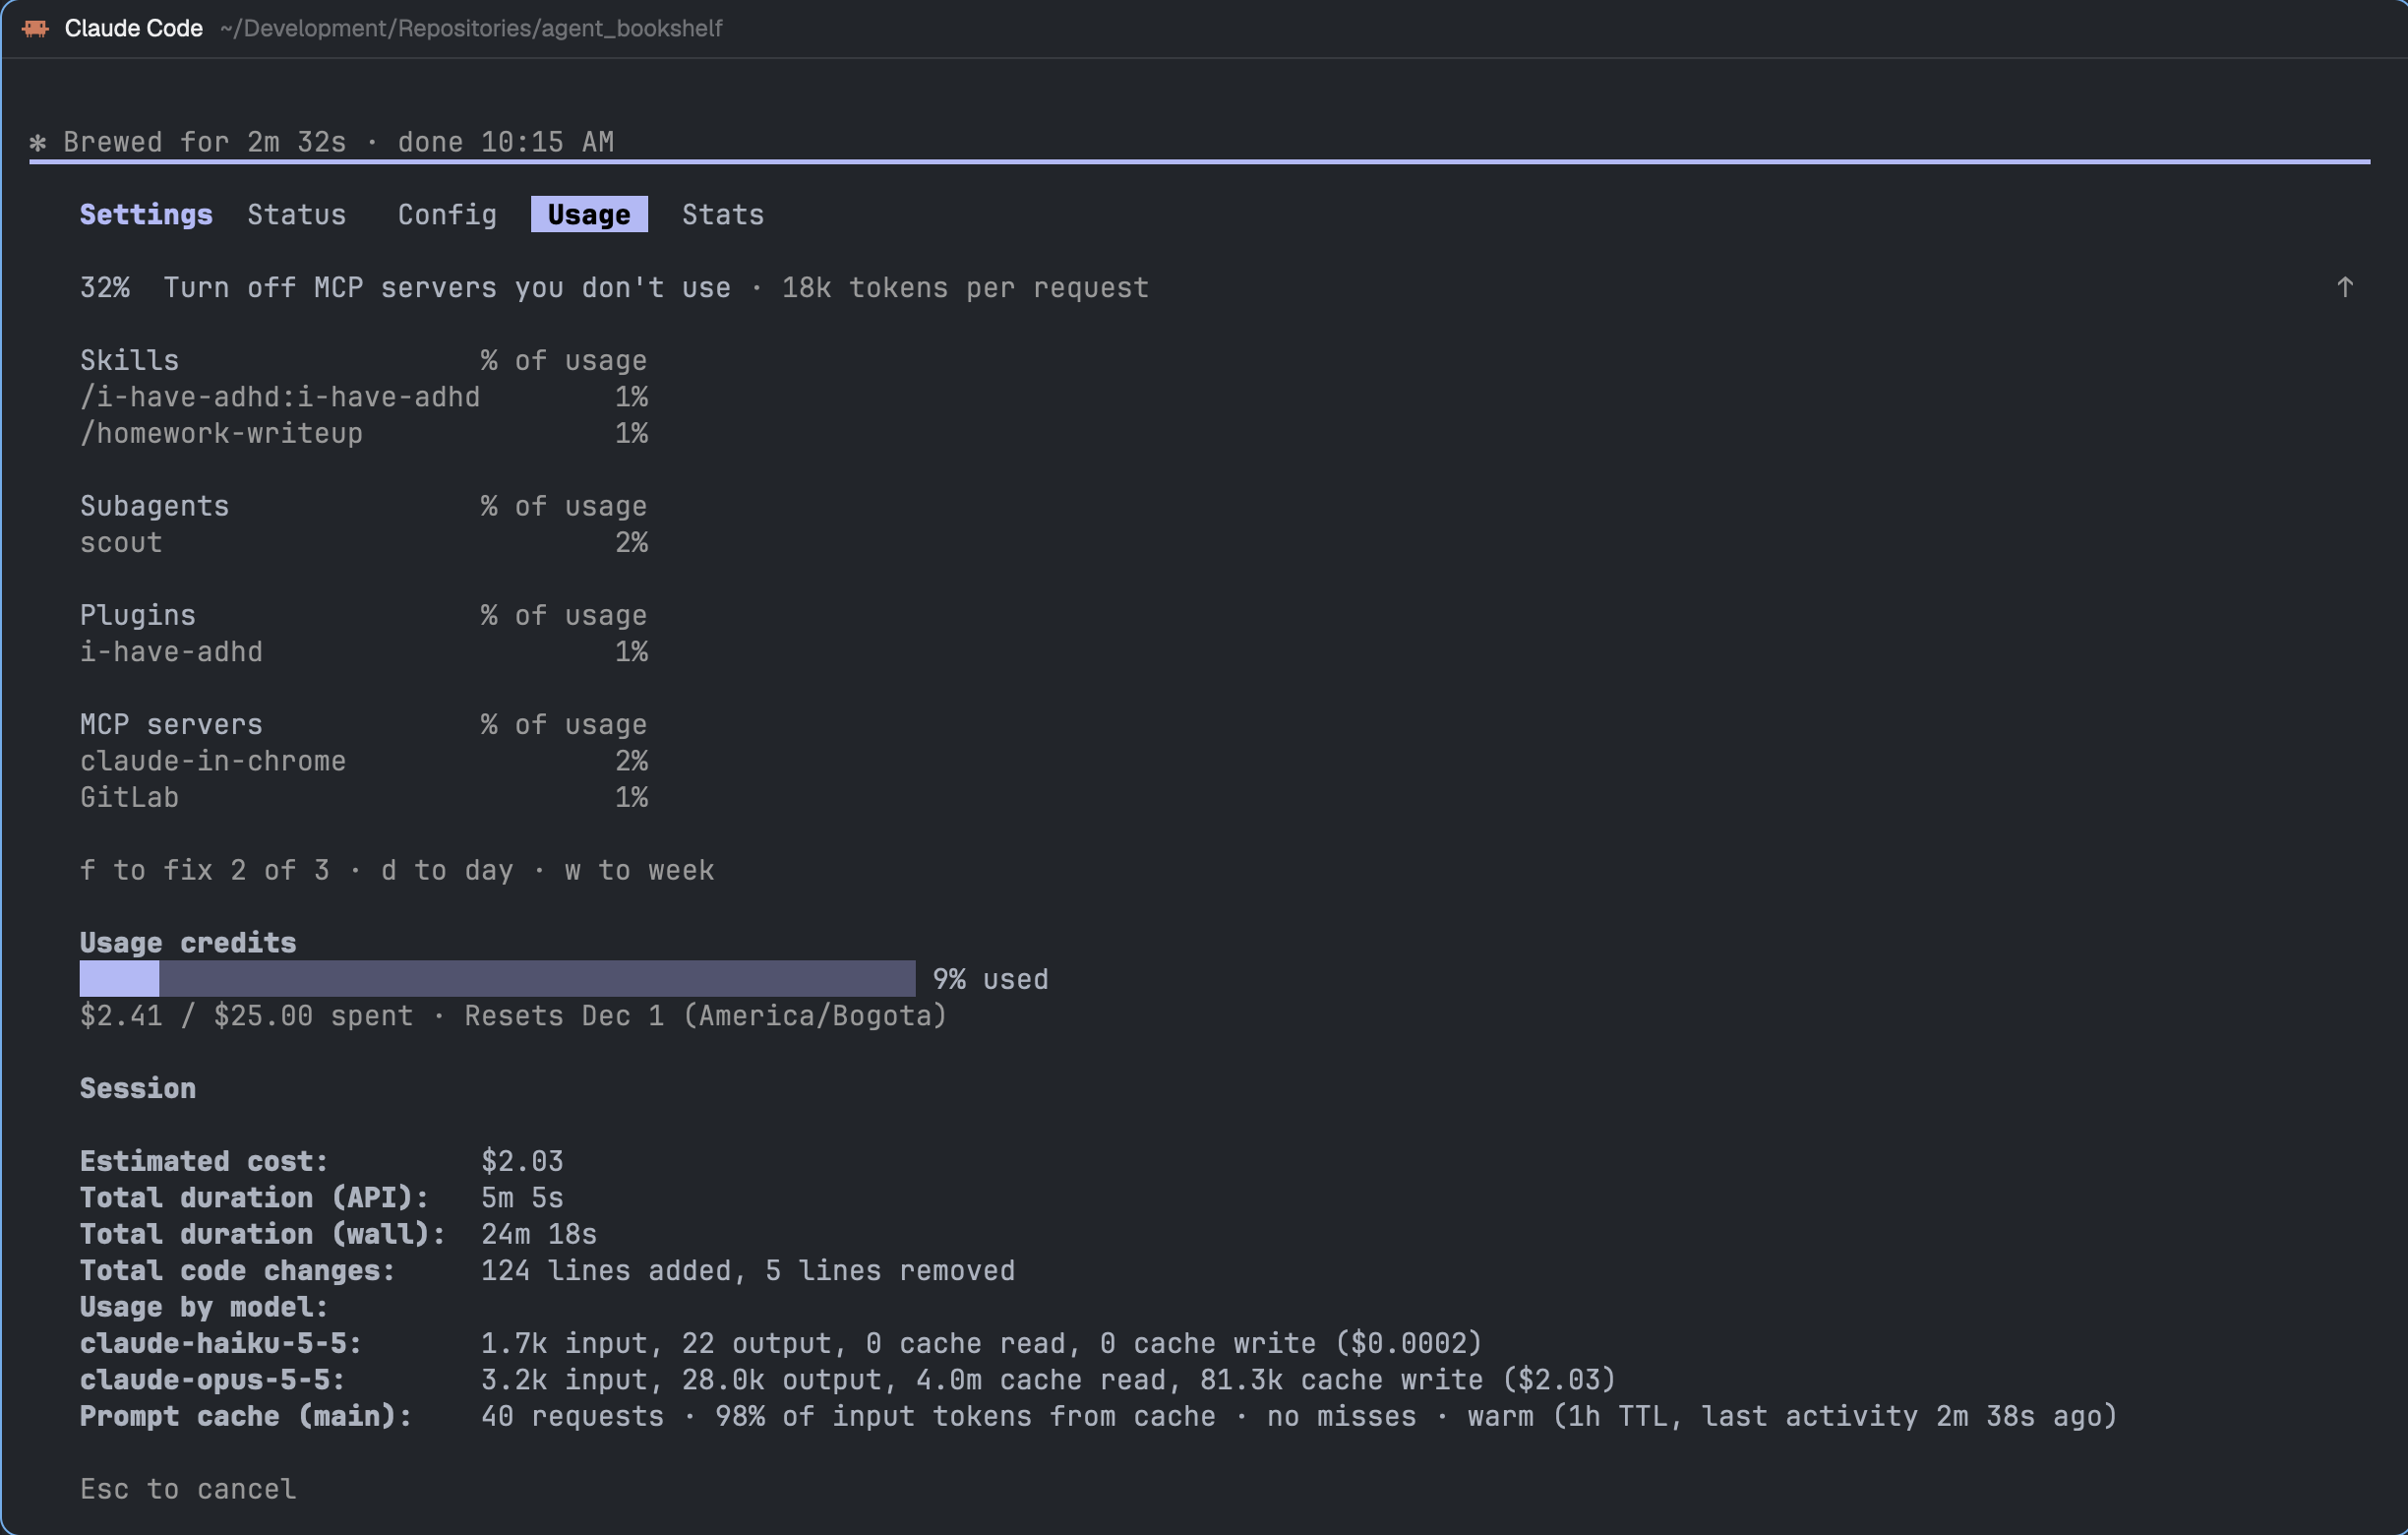 Claude Code ~/Development/Repositories/agent_bookshelf
✻ Brewed for 2m 32s · done 10:15 AM
Settings Status Config Usage Stats
32% Turn off MCP servers you don't use · 18k tokens per request ↑
Skills % of usage
/i-have-adhd:i-have-adhd 1%
/homework-writeup 1%
Subagents % of usage
scout 2%
Plugins % of usage
i-have-adhd 1%
MCP servers % of usage
claude-in-chrome 2%
GitLab 1%
f to fix 2 of 3 · d to day · w to week
Usage credits
9% used
$2.41 / $25.00 spent · Resets Dec 1 (America/Bogota)
Session
Estimated cost: $2.03
Total duration (API): 5m 5s
Total duration (wall): 24m 18s
Total code changes: 124 lines added, 5 lines removed
Usage by model:
claude-haiku-5-5: 1.7k input, 22 output, 0 cache read, 0 cache write ($0.0002)
claude-opus-5-5: 3.2k input, 28.0k output, 4.0m cache read, 81.3k cache write ($2.03)
Prompt cache (main): 40 requests · 98% of input tokens from cache · no misses · warm (1h TTL, last activity 2m 38s ago)
Esc to cancel